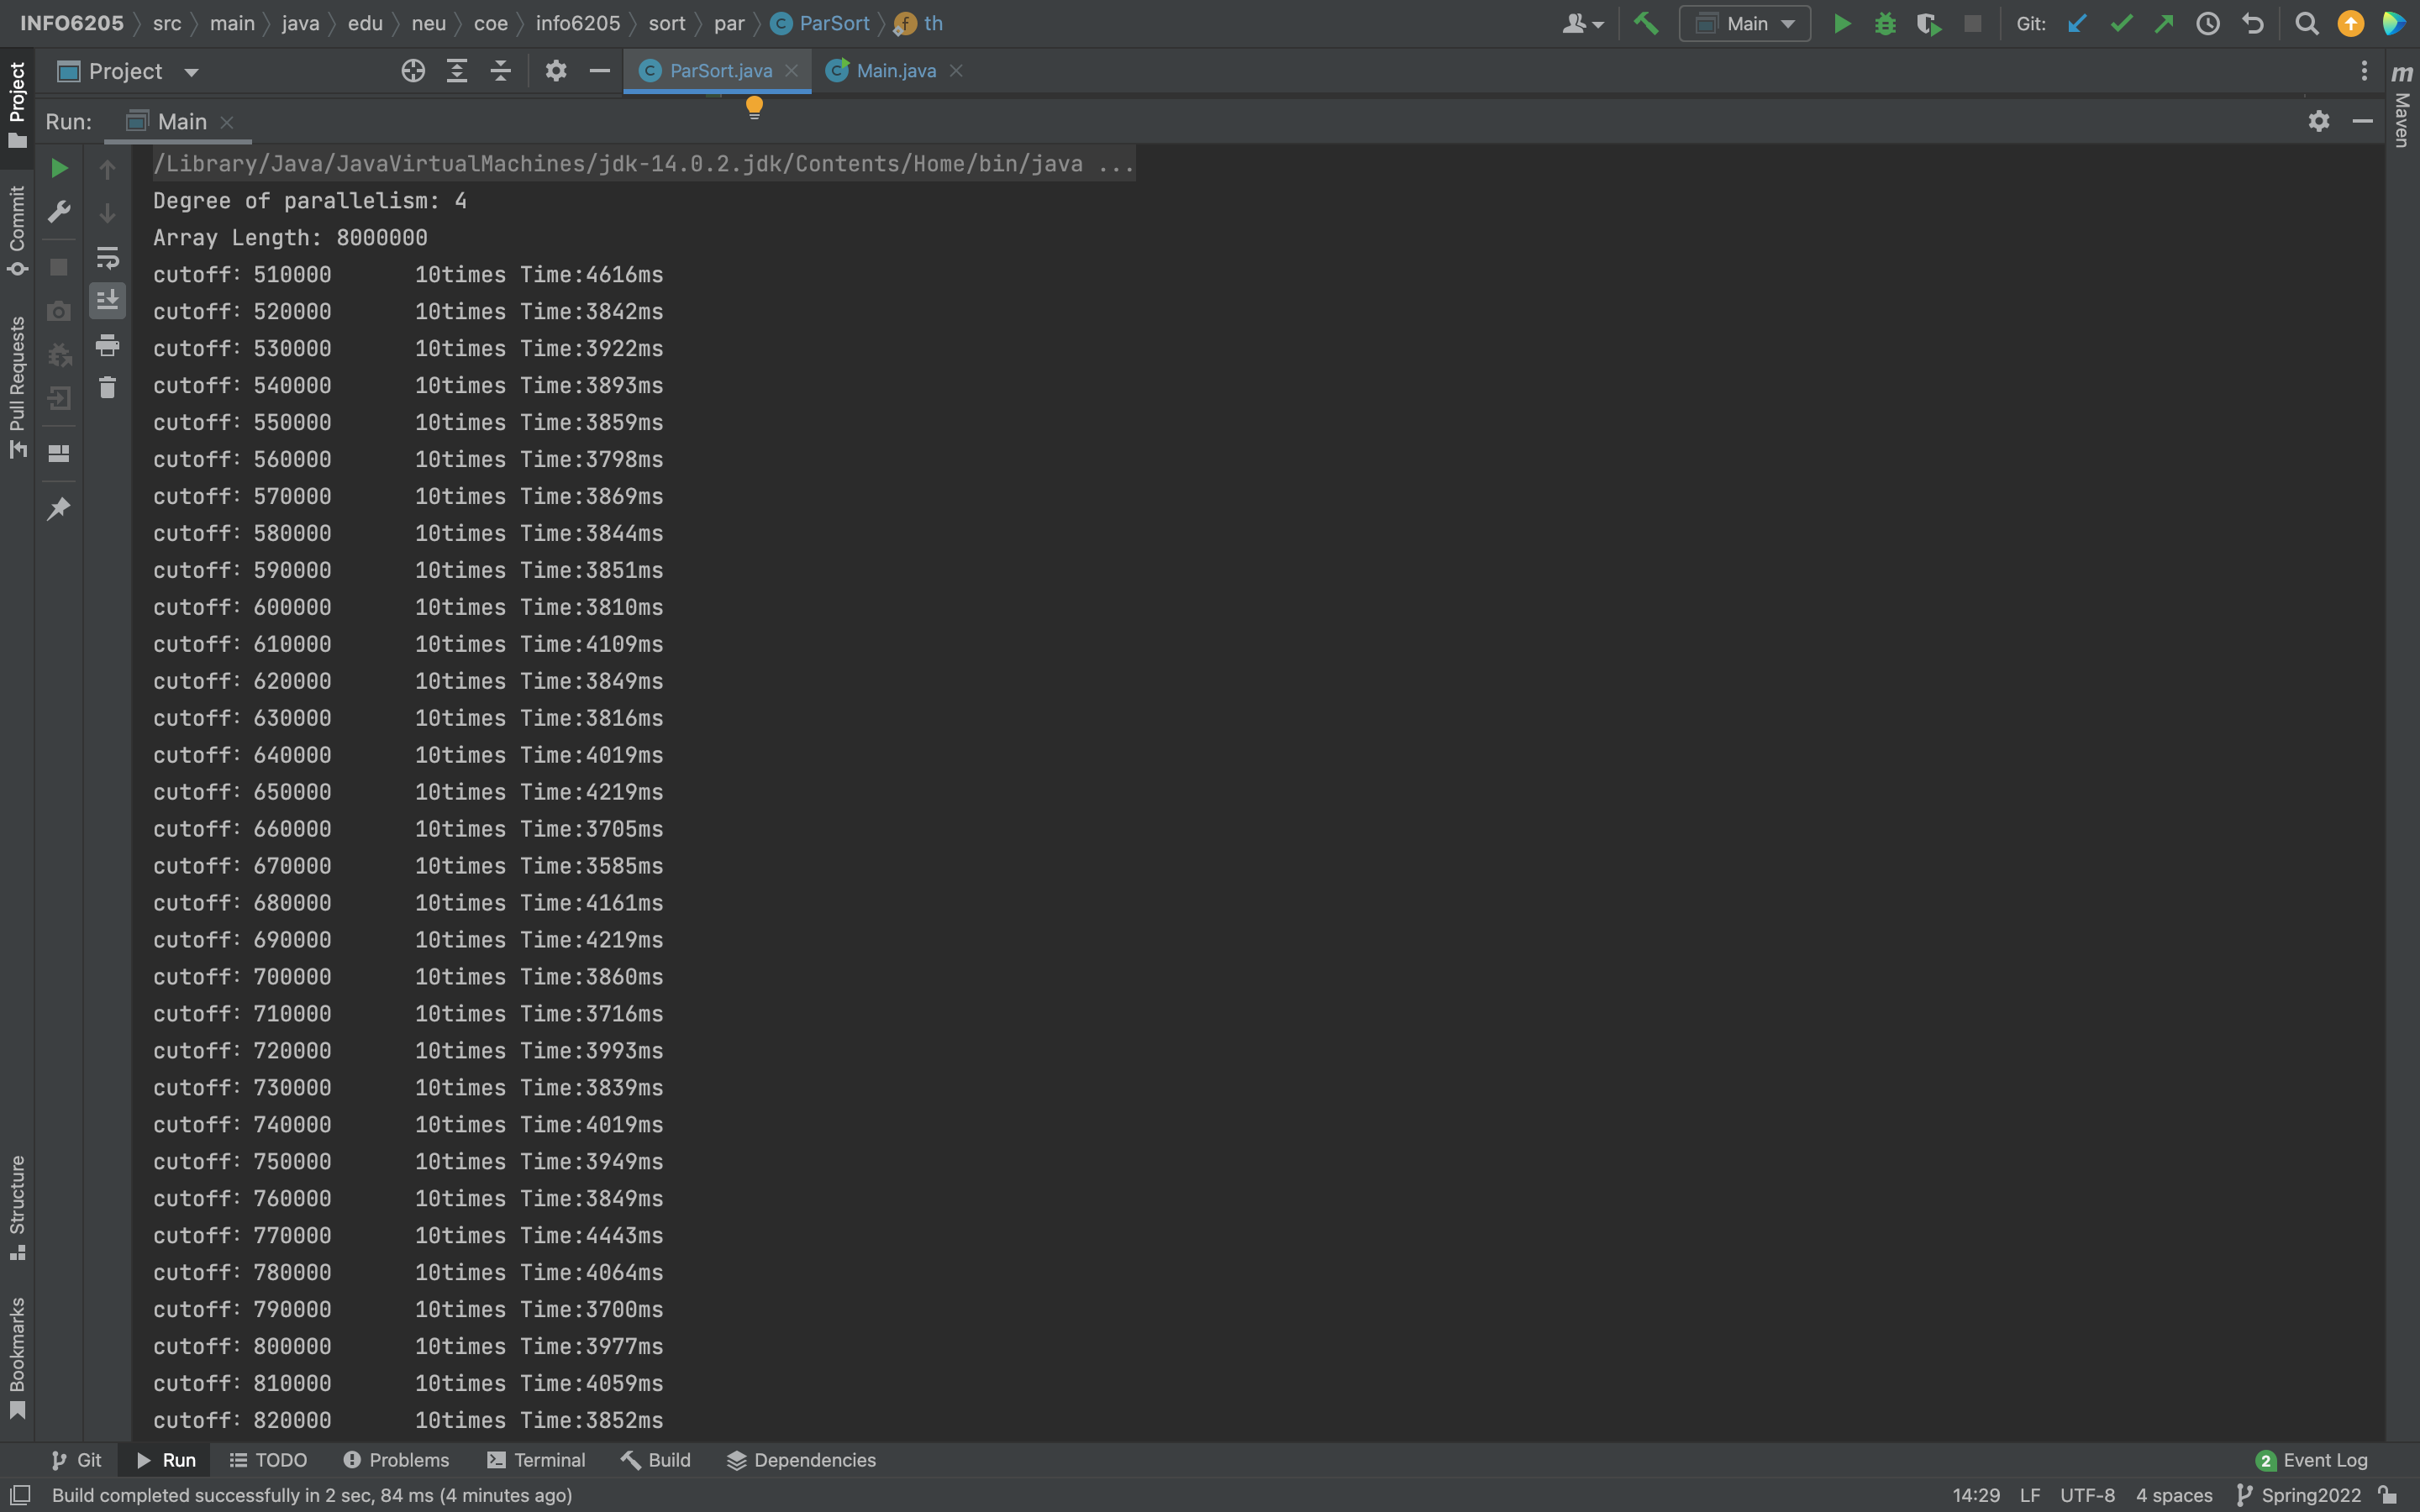 INFO6205 src main java edu neu coe info6205 sort par ParSort th Main Git:
Project ParSort.java Main.java
Run: Main
/Library/Java/JavaVirtualMachines/jdk-14.0.2.jdk/Contents/Home/bin/java ...
Degree of parallelism: 4
Array Length: 8000000
cutoff: 510000 10times Time:4616ms
cutoff: 520000 10times Time:3842ms
cutoff: 530000 10times Time:3922ms
cutoff: 540000 10times Time:3893ms
cutoff: 550000 10times Time:3859ms
cutoff: 560000 10times Time:3798ms
cutoff: 570000 10times Time:3869ms
cutoff: 580000 10times Time:3844ms
cutoff: 590000 10times Time:3851ms
cutoff: 600000 10times Time:3810ms
cutoff: 610000 10times Time:4109ms
cutoff: 620000 10times Time:3849ms
cutoff: 630000 10times Time:3816ms
cutoff: 640000 10times Time:4019ms
cutoff: 650000 10times Time:4219ms
cutoff: 660000 10times Time:3705ms
cutoff: 670000 10times Time:3585ms
cutoff: 680000 10times Time:4161ms
cutoff: 690000 10times Time:4219ms
cutoff: 700000 10times Time:3860ms
cutoff: 710000 10times Time:3716ms
cutoff: 720000 10times Time:3993ms
cutoff: 730000 10times Time:3839ms
cutoff: 740000 10times Time:4019ms
cutoff: 750000 10times Time:3949ms
cutoff: 760000 10times Time:3849ms
cutoff: 770000 10times Time:4443ms
cutoff: 780000 10times Time:4064ms
cutoff: 790000 10times Time:3700ms
cutoff: 800000 10times Time:3977ms
cutoff: 810000 10times Time:4059ms
cutoff: 820000 10times Time:3852ms
Project
Commit
Pull Requests
Structure
Bookmarks
m Maven
Git Run TODO Problems Terminal Build Dependencies 2 Event Log
Build completed successfully in 2 sec, 84 ms (4 minutes ago) 14:29 LF UTF-8 4 spaces Spring2022